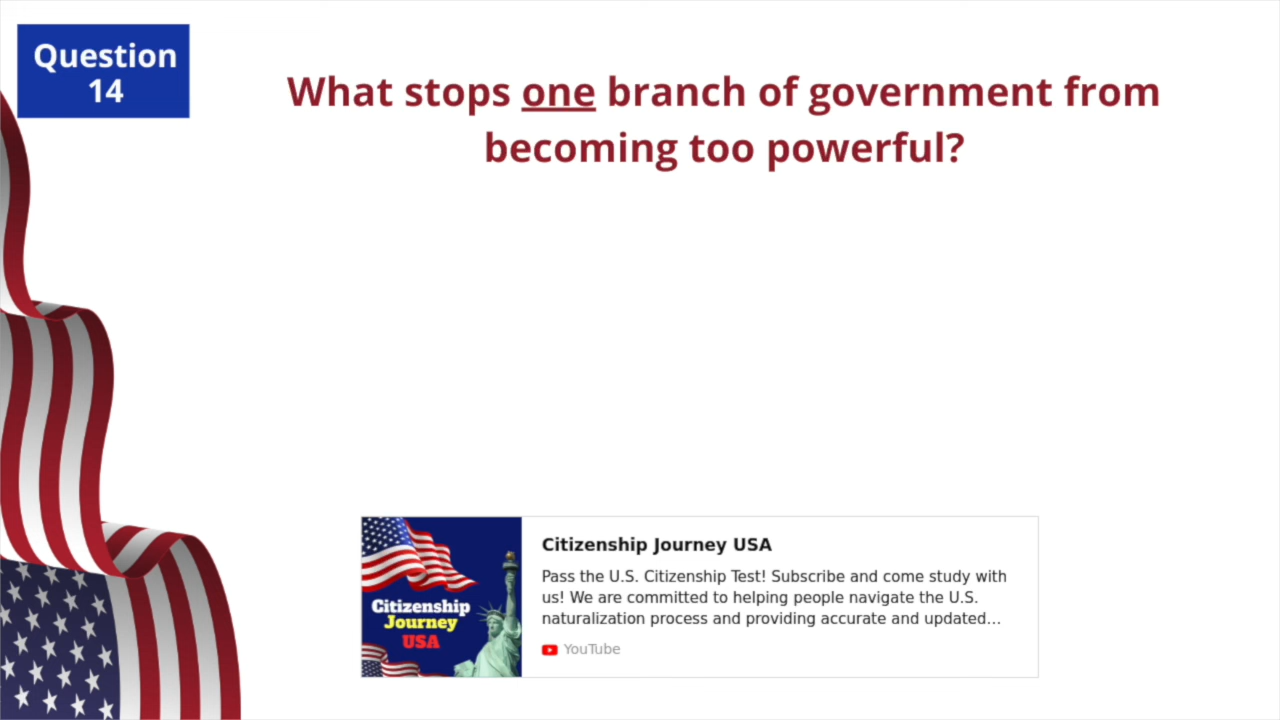 Question
14
What stops one branch of government from
becoming too powerful?
Citizenship
Journey
USA
Citizenship Journey USA
Pass the U.S. Citizenship Test! Subscribe and come study with
us! We are committed to helping people navigate the U.S.
naturalization process and providing accurate and updated...
YouTube